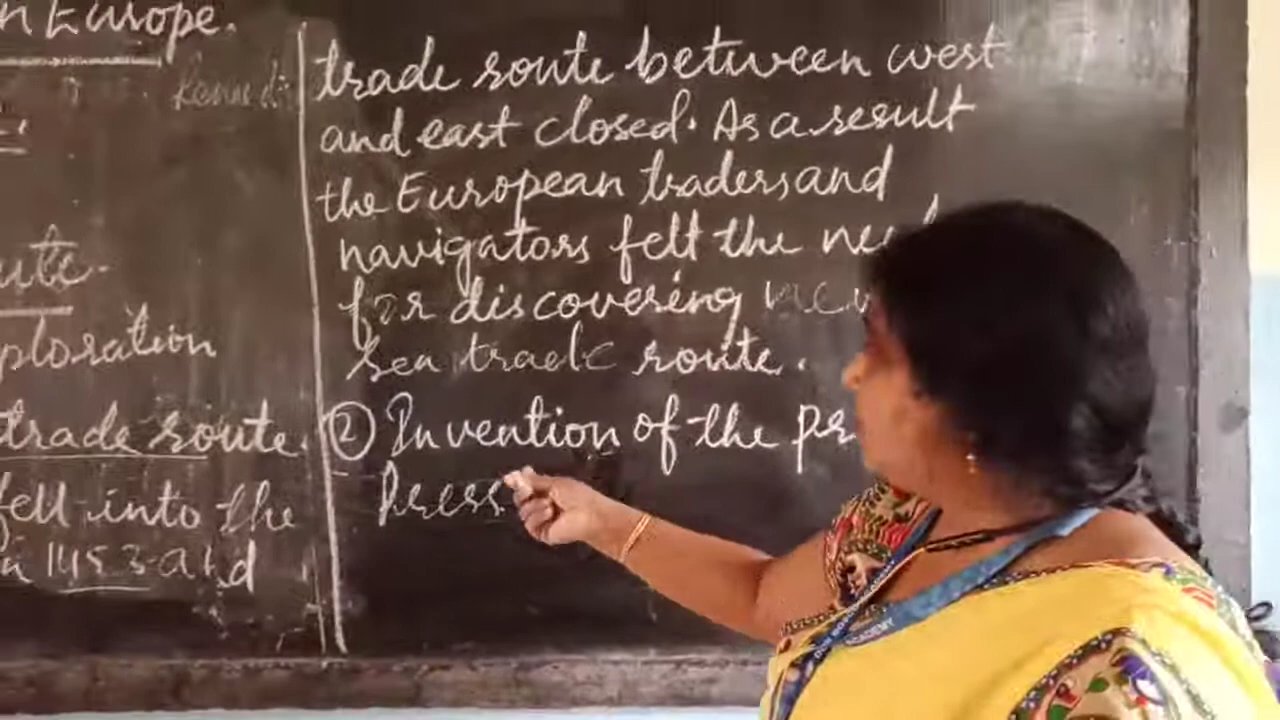 n Europe.
ute.
ploration
trade route.
fell into the
in 1453 and
trade route between west
and east closed. As a result
the European traders and
navigators felt the
for discovering new
sea trade route.
② Invention of the pr
Press
ACADEMY